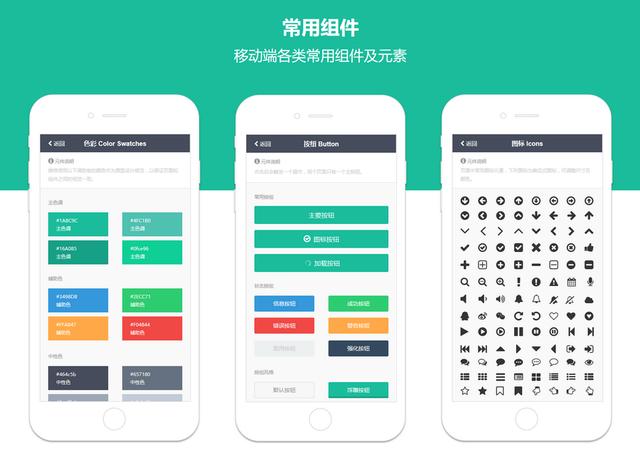 常用组件
移动端各类常用组件及元素
返回
色彩 Color Swatches
元件说明
主色调
#1ABC9C
主色调
#4FC1B0
主色调
#16A085
主色调
#0fce96
主色调
辅助色
#3498DB
辅助色
#2ECC71
辅助色
#FFA847
辅助色
#F04844
辅助色
中性色
#464c5b
中性色
#657180
中性色
返回
按钮 Button
元件说明
常用按钮
主要按钮
图标按钮
加载按钮
状态按钮
信息按钮
成功按钮
错误按钮
警告按钮
禁用按钮
强化按钮
按钮风格
默认按钮
浮雕按钮
返回
图标 Icons
元件说明